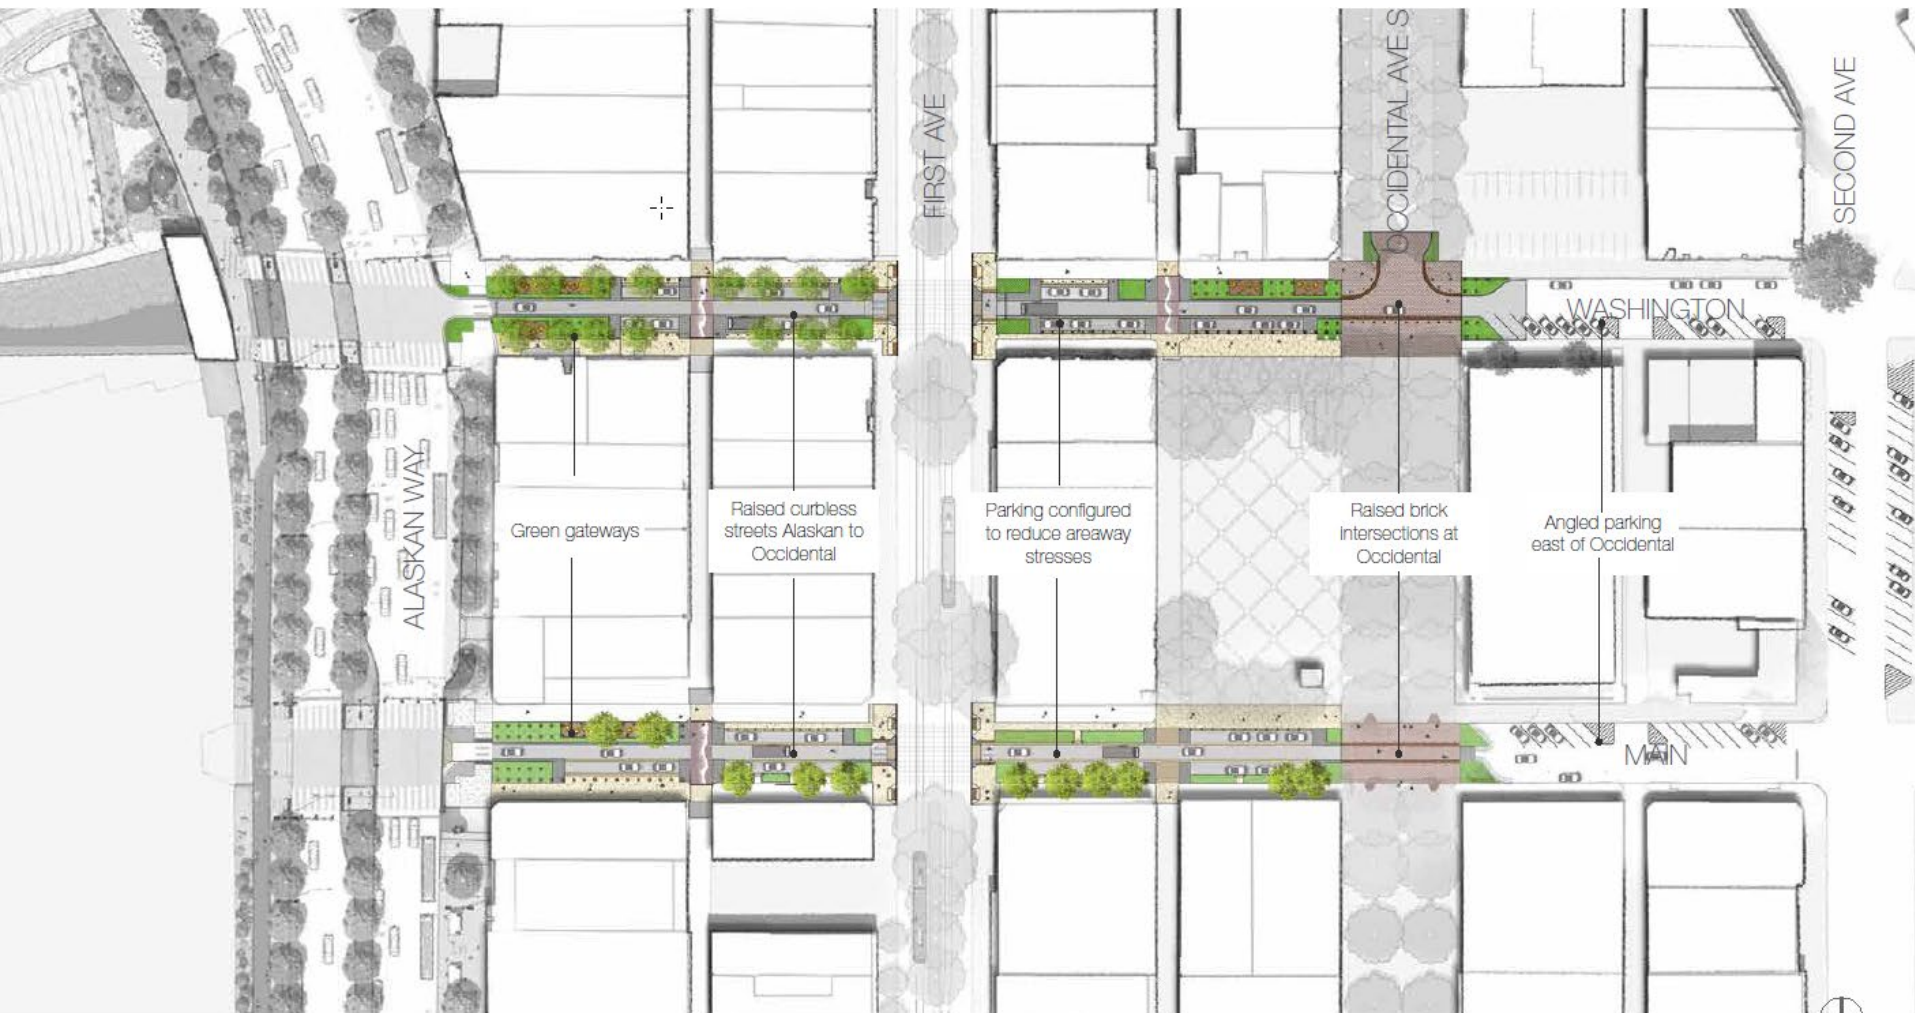 FIRST AVE
OCCIDENTAL AVE S
SECOND AVE
WASHINGTON
ALASKAN WAY
Green gateways
Raised curbless
streets Alaskan to
Occidental
Parking configured
to reduce areaway
stresses
Raised brick
intersections at
Occidental
Angled parking
east of Occidental
MAIN